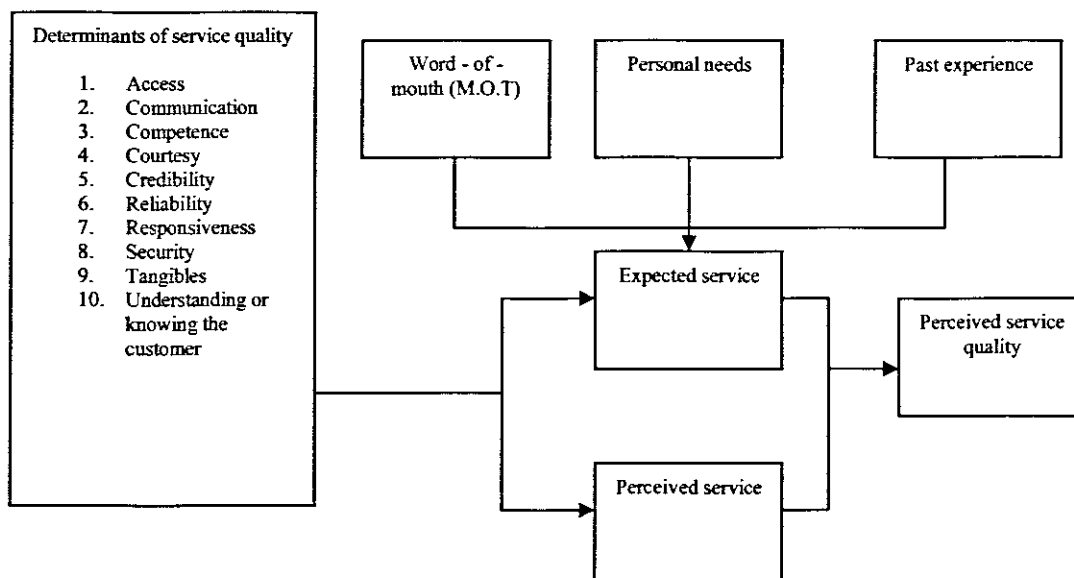 Determinants of service quality
1. Access
2. Communication
3. Competence
4. Courtesy
5. Credibility
6. Reliability
7. Responsiveness
8. Security
9. Tangibles
10. Understanding or
knowing the
customer
Word - of -
mouth (M.O.T)
Personal needs
Past experience
Expected service
Perceived service
quality
Perceived service